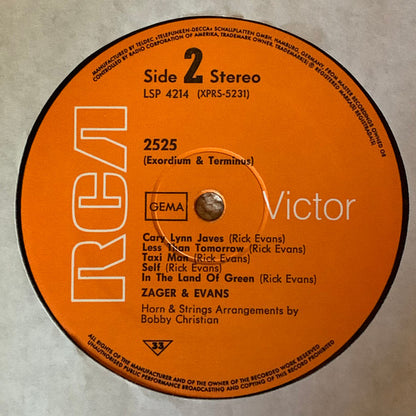 MANUFACTURED BY TELDEC »TELEFUNKEN-DECCA« SCHALLPLATTEN GMBH, HAMBURG, GERMANY, FROM MASTER RECORDINGS OWNED OR
CONTROLLED BY RADIO CORPORATION OF AMERICA, TRADEMARK OWNER. TRADEMARK(S) ® REGISTERED MARCA(S) REGISTRADA(S)
Side 2 Stereo
LSP 4214 (XPRS-5231)
2525
(Exordium & Terminus)
RCA
GEMA
Victor
Cary Lynn Javes (Rick Evans)
Less Than Tomorrow (Rick Evans)
Taxi Man (Rick Evans)
Self (Rick Evans)
In The Land Of Green (Rick Evans)
ZAGER & EVANS
Horn & Strings Arrangements by
Bobby Christian
33
ALL RIGHTS OF THE MANUFACTURER AND OF THE OWNER OF THE RECORDED WORK RESERVED
UNAUTHORISED PUBLIC PERFORMANCE BROADCASTING AND COPYING OF THIS RECORD PROHIBITED